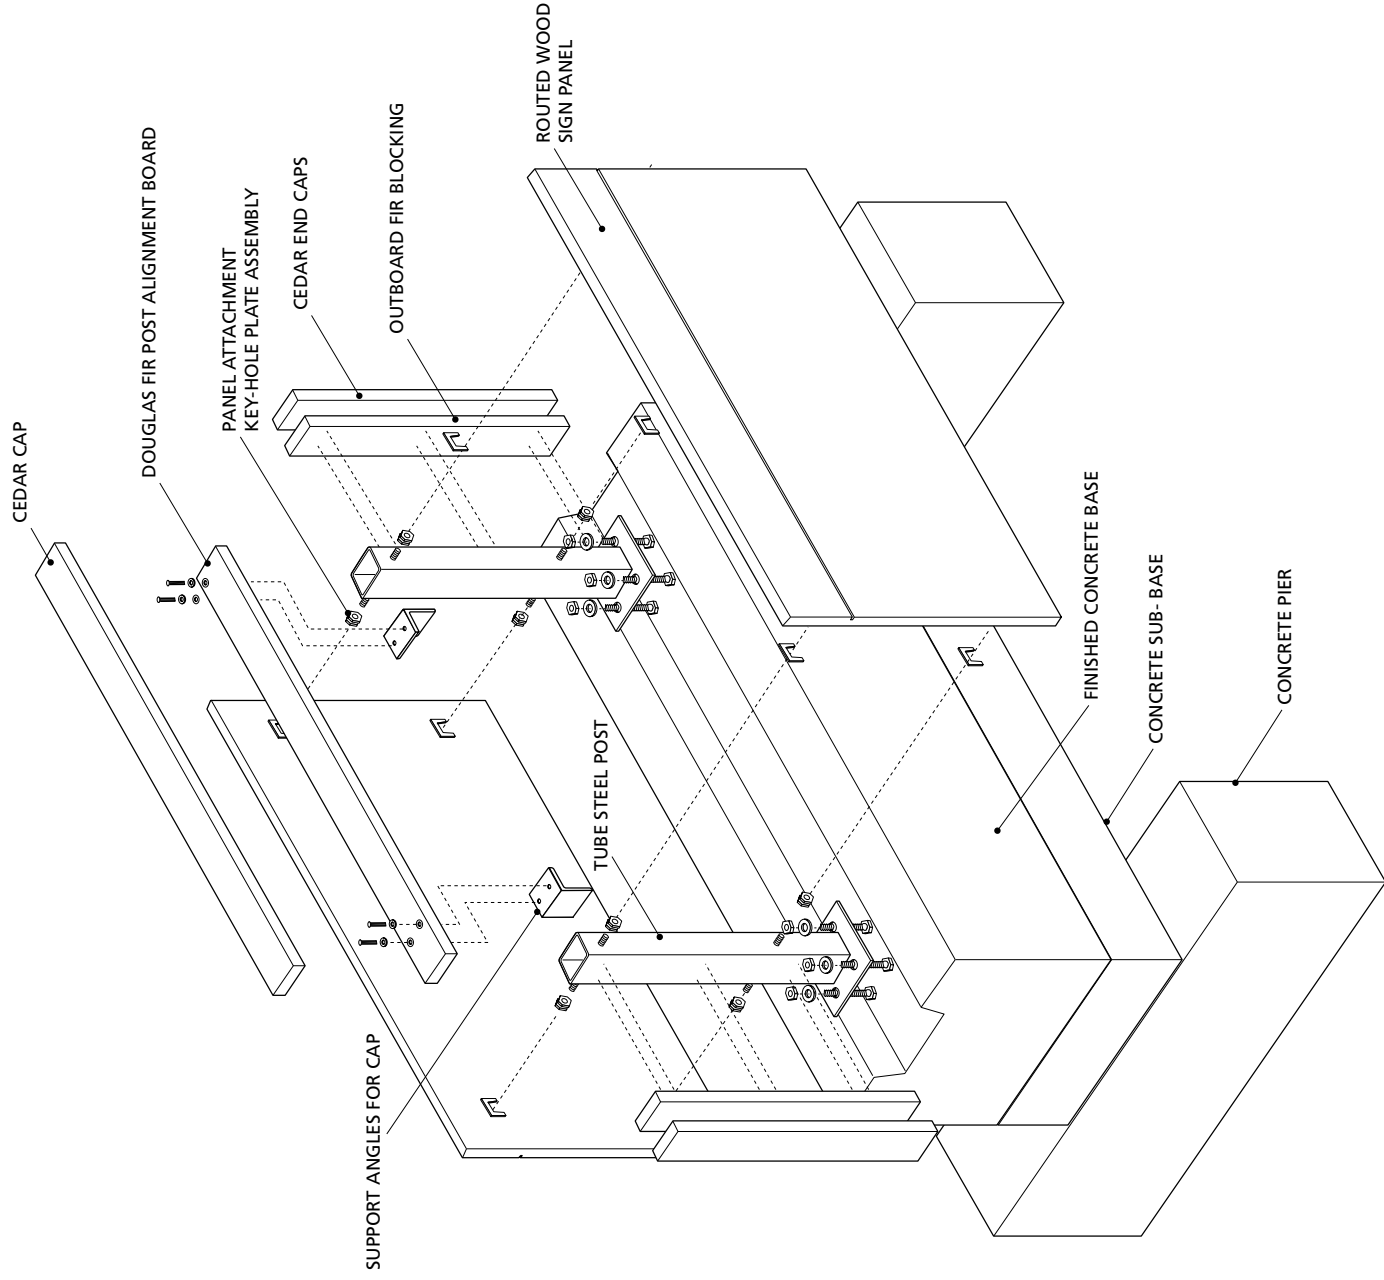 CEDAR CAP
DOUGLAS FIR POST ALIGNMENT BOARD
PANEL ATTACHMENT
KEY-HOLE PLATE ASSEMBLY
CEDAR END CAPS
OUTBOARD FIR BLOCKING
ROUTED WOOD
SIGN PANEL
SUPPORT ANGLES FOR CAP
TUBE STEEL POST
FINISHED CONCRETE BASE
CONCRETE SUB- BASE
CONCRETE PIER